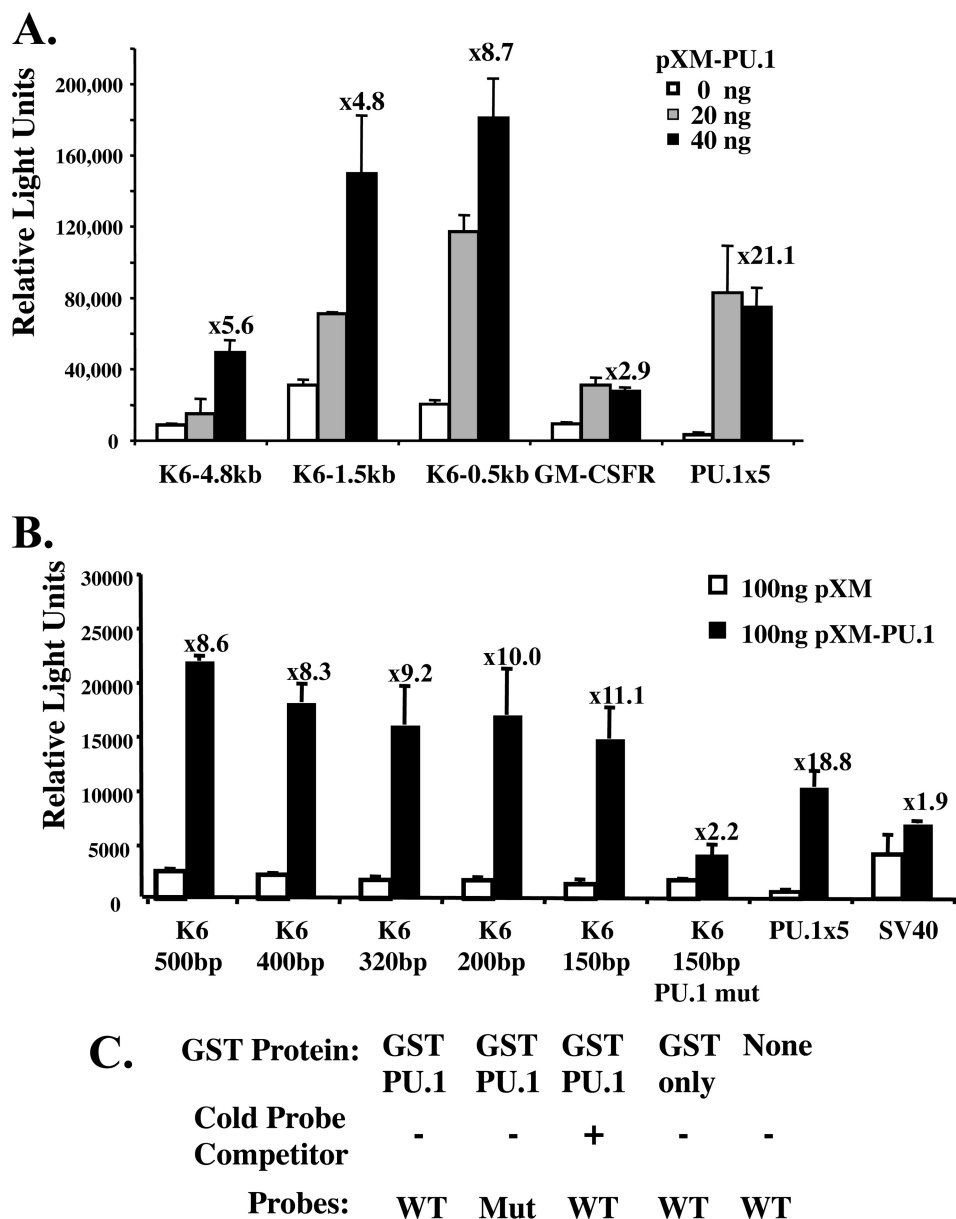 A.
Relative Light Units
200,000
160,000
120,000
80,000
40,000
0
x5.6
x4.8
x8.7
x2.9
x21.1
pXM-PU.1
0 ng
20 ng
40 ng
K6-4.8kb K6-1.5kb K6-0.5kb GM-CSFR PU.1x5
B.
Relative Light Units
30000
25000
20000
15000
10000
5000
0
x8.6
x8.3
x9.2
x10.0
x11.1
x2.2
x18.8
x1.9
100ng pXM
100ng pXM-PU.1
K6 K6 K6 K6 K6 K6 PU.1x5 SV40
500bp 400bp 320bp 200bp 150bp 150bp
PU.1 mut
C.
GST Protein: GST GST GST GST None
PU.1 PU.1 PU.1 only
Cold Probe
Competitor - - + - -
Probes: WT Mut WT WT WT